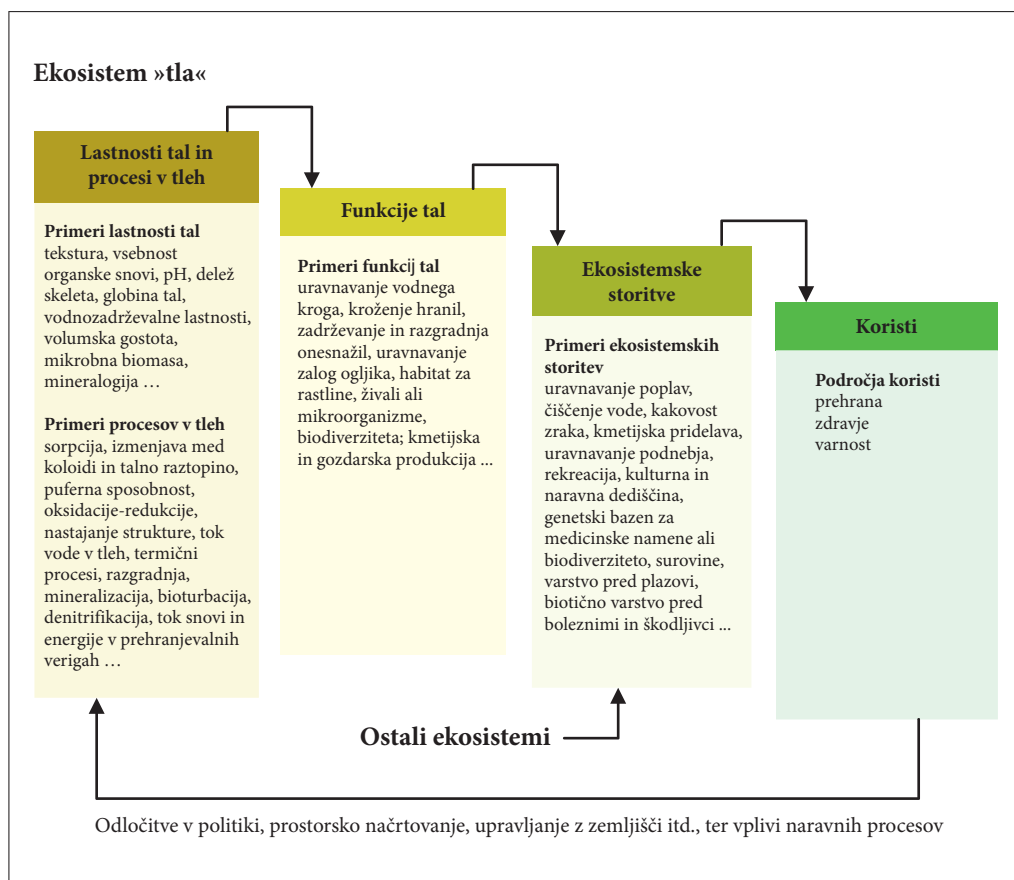 Ekosistem »tla«
Lastnosti tal in
procesi v tleh
Primeri lastnosti tal
tekstura, vsebnost
organske snovi, pH, delež
skeleta, globina tal,
vodnozadrževalne lastnosti,
volumska gostota,
mikrobna biomasa,
mineralogija …
Primeri procesov v tleh
sorpcija, izmenjava med
koloidi in talno raztopino,
puferna sposobnost,
oksidacije-redukcije,
nastajanje strukture, tok
vode v tleh, termični
procesi, razgradnja,
mineralizacija, bioturbacija,
denitrifikacija, tok snovi in
energije v prehranjevalnih
verigah …
Funkcije tal
Primeri funkcij tal
uravnavanje vodnega
kroga, kroženje hranil,
zadrževanje in razgradnja
onesnažil, uravnavanje
zalog ogljika, habitat za
rastline, živali ali
mikroorganizme,
biodiverziteta; kmetijska
in gozdarska produkcija ...
Ekosistemske
storitve
Primeri ekosistemskih
storitev
uravnavanje poplav,
čiščenje vode, kakovost
zraka, kmetijska pridelava,
uravnavanje podnebja,
rekreacija, kulturna in
naravna dediščina,
genetski bazen za
medicinske namene ali
biodiverziteto, surovine,
varstvo pred plazovi,
biotično varstvo pred
boleznimi in škodljivci ...
Koristi
Področja koristi
prehrana
zdravje
varnost
Ostali ekosistemi
Odločitve v politiki, prostorsko načrtovanje, upravljanje z zemljišči itd., ter vplivi naravnih procesov